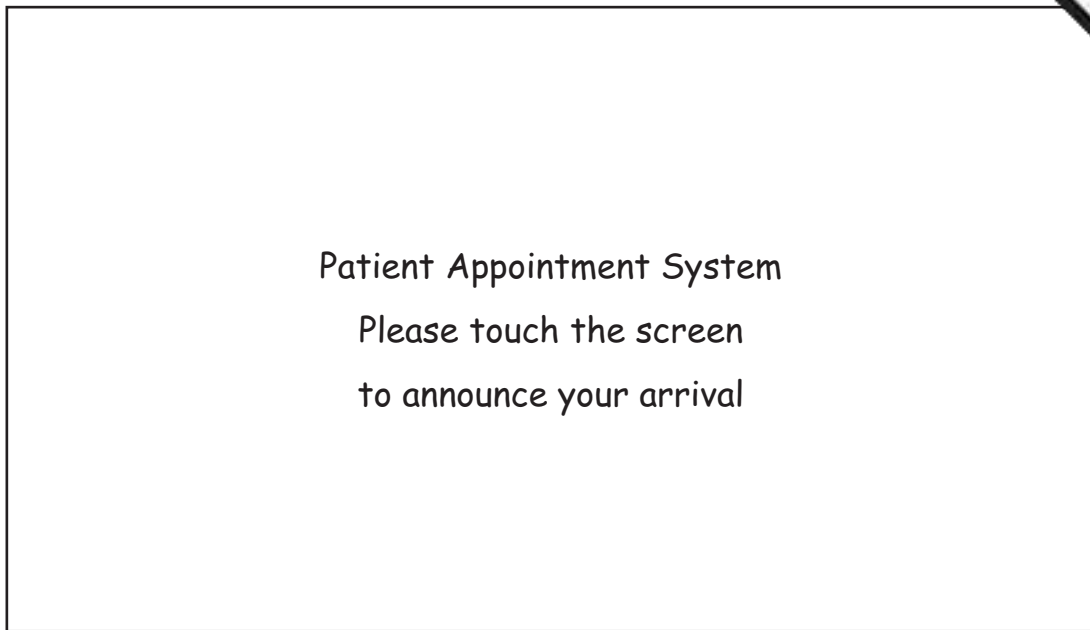 Patient Appointment System
Please touch the screen
to announce your arrival